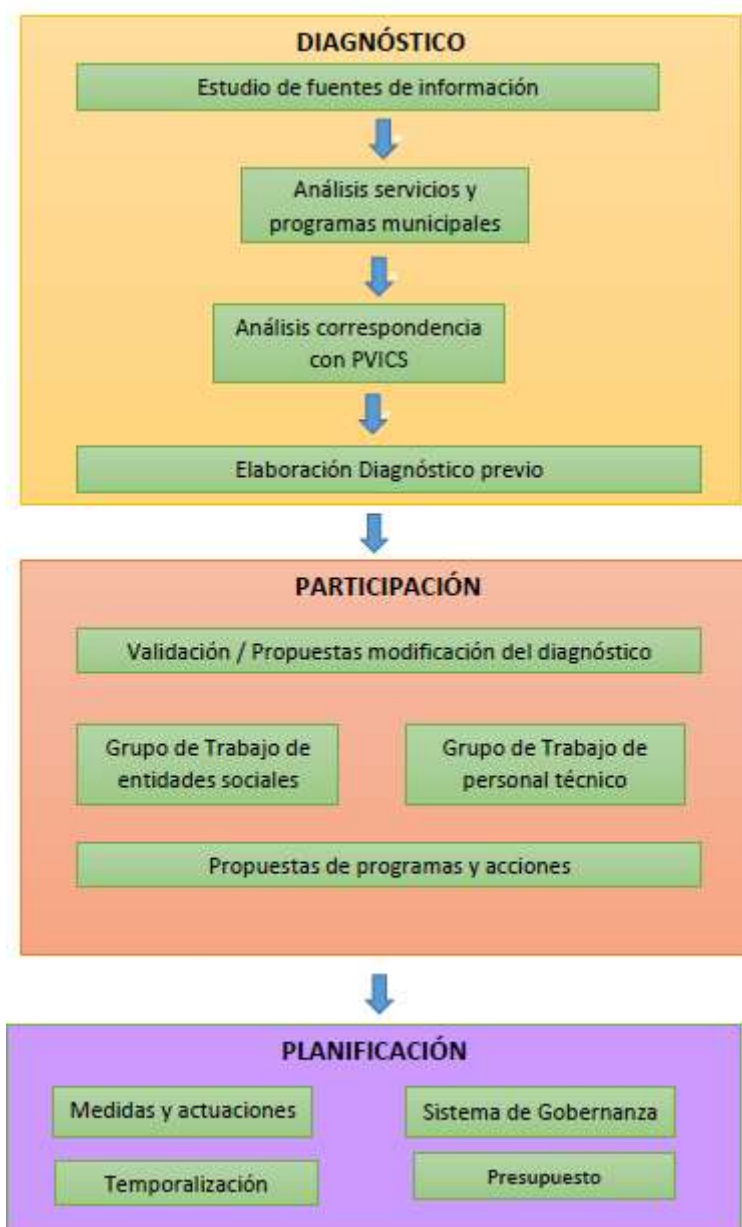 DIAGNÓSTICO
Estudio de fuentes de información
Análisis servicios y
programas municipales
Análisis correspondencia
con PVICS
Elaboración Diagnóstico previo
PARTICIPACIÓN
Validación / Propuestas modificación del diagnóstico
Grupo de Trabajo de
entidades sociales
Grupo de Trabajo de
personal técnico
Propuestas de programas y acciones
PLANIFICACIÓN
Medidas y actuaciones
Sistema de Gobernanza
Temporalización
Presupuesto